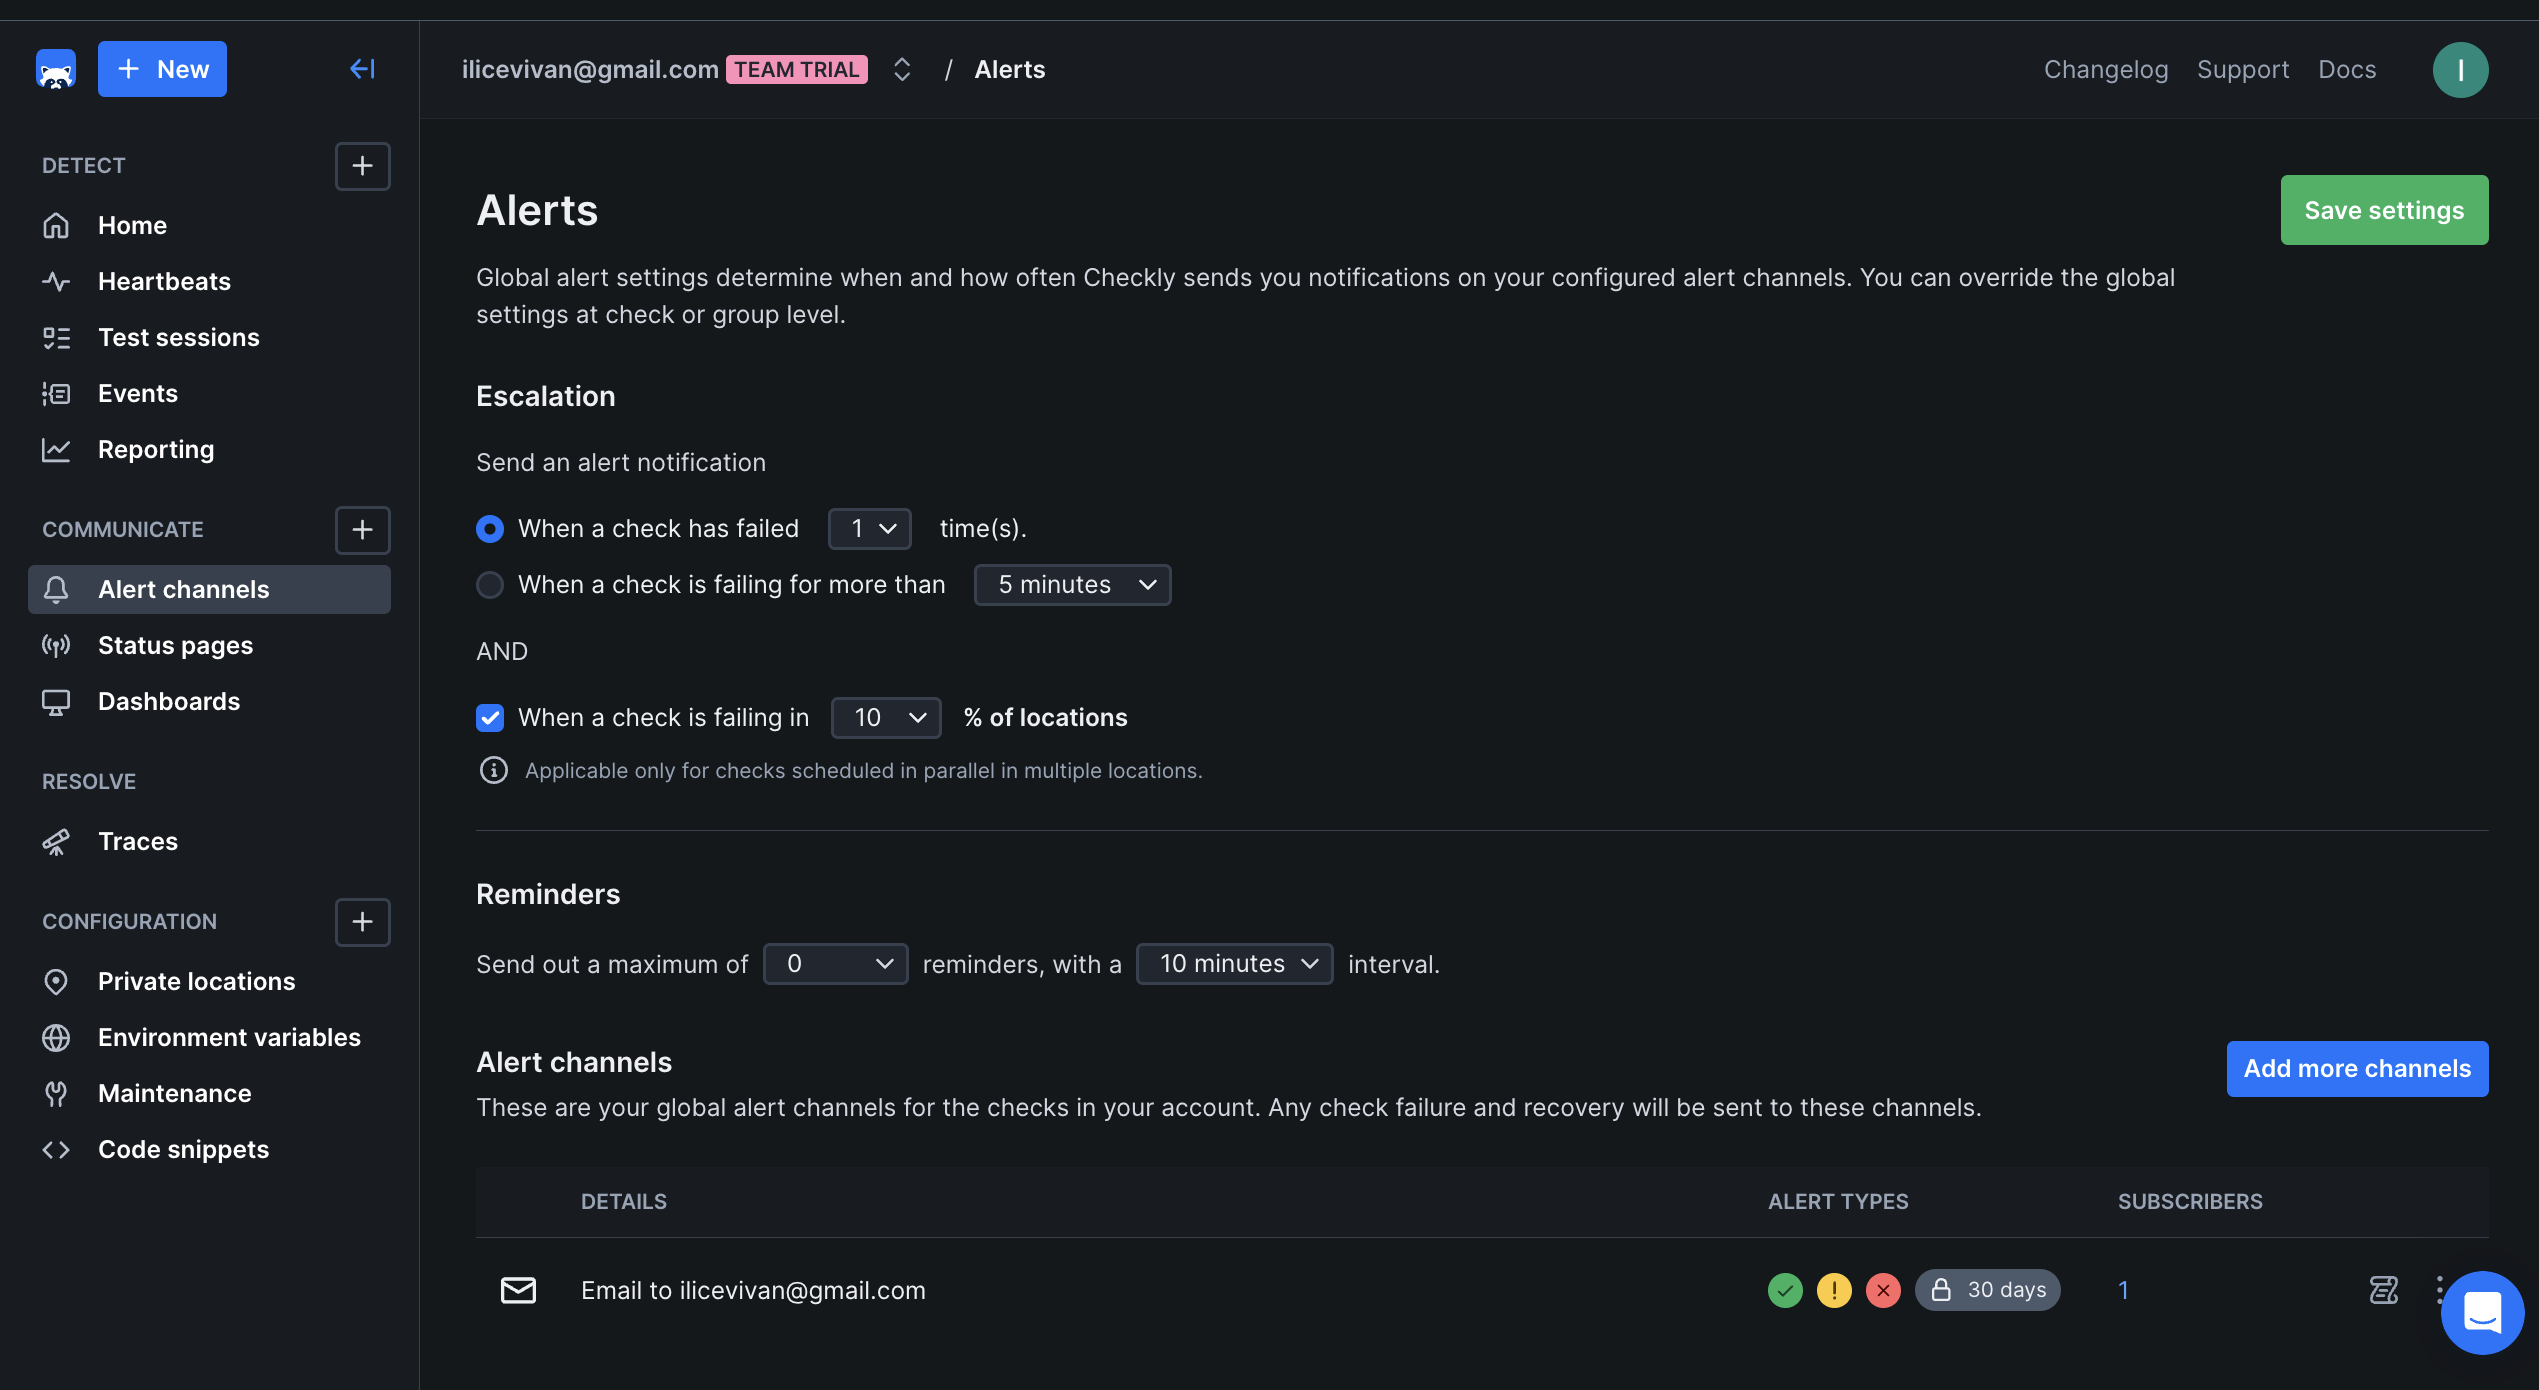 New
ilicevivan@gmail.com TEAM TRIAL / Alerts
Changelog Support Docs I
DETECT
Home
Heartbeats
Test sessions
Events
Reporting
COMMUNICATE
Alert channels
Status pages
Dashboards
RESOLVE
Traces
CONFIGURATION
Private locations
Environment variables
Maintenance
Code snippets
Alerts
Save settings
Global alert settings determine when and how often Checkly sends you notifications on your configured alert channels. You can override the global
settings at check or group level.
Escalation
Send an alert notification
When a check has failed 1 time(s).
When a check is failing for more than 5 minutes
AND
When a check is failing in 10 % of locations
Applicable only for checks scheduled in parallel in multiple locations.
Reminders
Send out a maximum of 0 reminders, with a 10 minutes interval.
Alert channels
Add more channels
These are your global alert channels for the checks in your account. Any check failure and recovery will be sent to these channels.
DETAILS ALERT TYPES SUBSCRIBERS
Email to ilicevivan@gmail.com 30 days 1